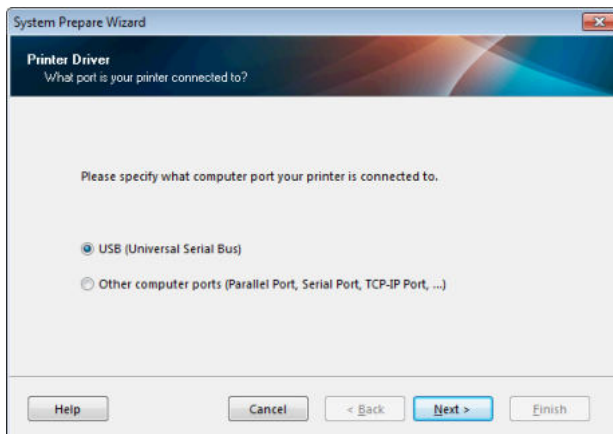 System Prepare Wizard
Printer Driver
What port is your printer connected to?
Please specify what computer port your printer is connected to.
USB (Universal Serial Bus)
Other computer ports (Parallel Port, Serial Port, TCP-IP Port, ...)
Help Cancel < Back Next > Finish